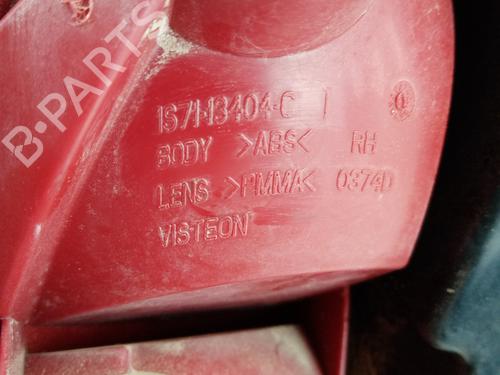 B-PARTS
1S71-13404-C I
BODY >ABS< RH
LENS >PMMA< 0374D
VISTEON